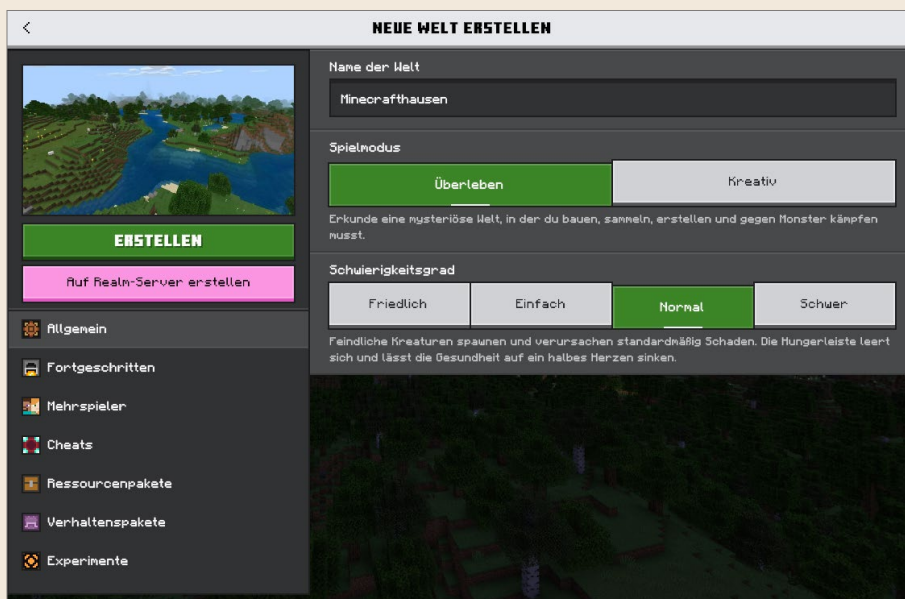 NEUE WELT ERSTELLEN
ERSTELLEN
Auf Realm-Server erstellen
Allgemein
Fortgeschritten
Mehrspieler
Cheats
Ressourcenpakete
Verhaltenspakete
Experimente
Name der Welt
Minecrafthausen
Spielmodus
Überleben
Kreativ
Erkunde eine mysteriöse Welt, in der du bauen, sammeln, erstellen und gegen Monster kämpfen
musst.
Schwierigkeitsgrad
Friedlich
Einfach
Normal
Schwer
Feindliche Kreaturen spawnen und verursachen standardmäßig Schaden. Die Hungerleiste leert
sich und lässt die Gesundheit auf ein halbes Herzen sinken.